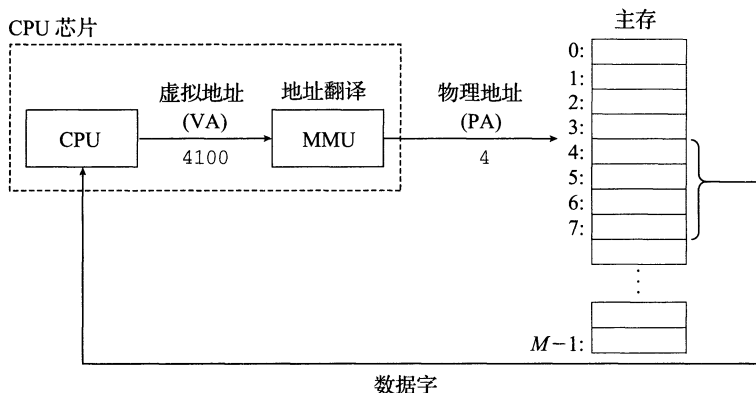 主存
CPU 芯片
虚拟地址
(VA)
4100
地址翻译
物理地址
(PA)
4
CPU
MMU
0:
1:
2:
3:
4:
5:
6:
7:
M−1:
数据字